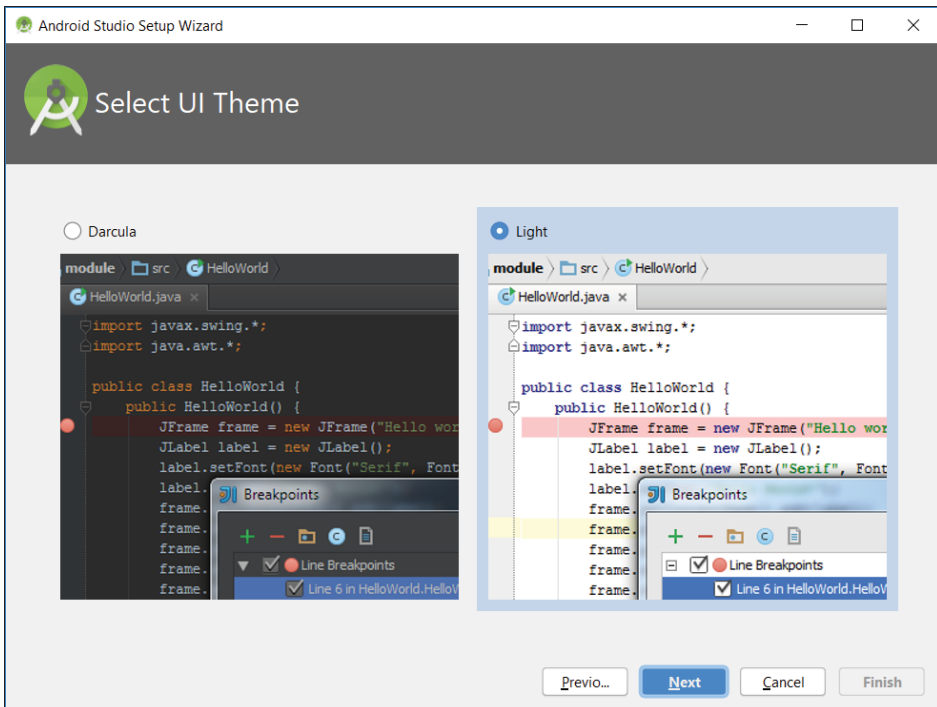 Android Studio Setup Wizard
Select UI Theme
Darcula
module src HelloWorld
HelloWorld.java
import javax.swing.*;
import java.awt.*;
public class HelloWorld {
public HelloWorld() {
JFrame frame = new JFrame("Hello wor
JLabel label = new JLabel();
label.setFont(new Font("Serif", Font
label.
frame.
frame.
frame.
frame.
frame.
Breakpoints
Line Breakpoints
Line 6 in HelloWorld.HelloW
Light
module src HelloWorld
HelloWorld.java
import javax.swing.*;
import java.awt.*;
public class HelloWorld {
public HelloWorld() {
JFrame frame = new JFrame("Hello wor
JLabel label = new JLabel();
label.setFont(new Font("Serif", Font
label.
frame.
frame.
frame.
frame.
frame.
Breakpoints
Line Breakpoints
Line 6 in HelloWorld.HelloW
Previo... Next Cancel Finish